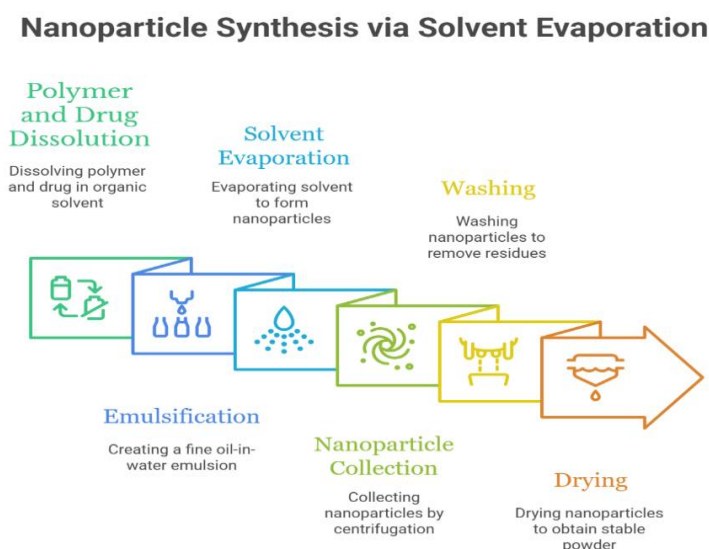 Nanoparticle Synthesis via Solvent Evaporation
Polymer
and Drug
Dissolution
Dissolving polymer
and drug in organic
solvent
Solvent
Evaporation
Evaporating solvent
to form
nanoparticles
Washing
Washing
nanoparticles to
remove residues
Emulsification
Creating a fine oil-in-
water emulsion
Nanoparticle
Collection
Collecting
nanoparticles by
centrifugation
Drying
Drying nanoparticles
to obtain stable
powder